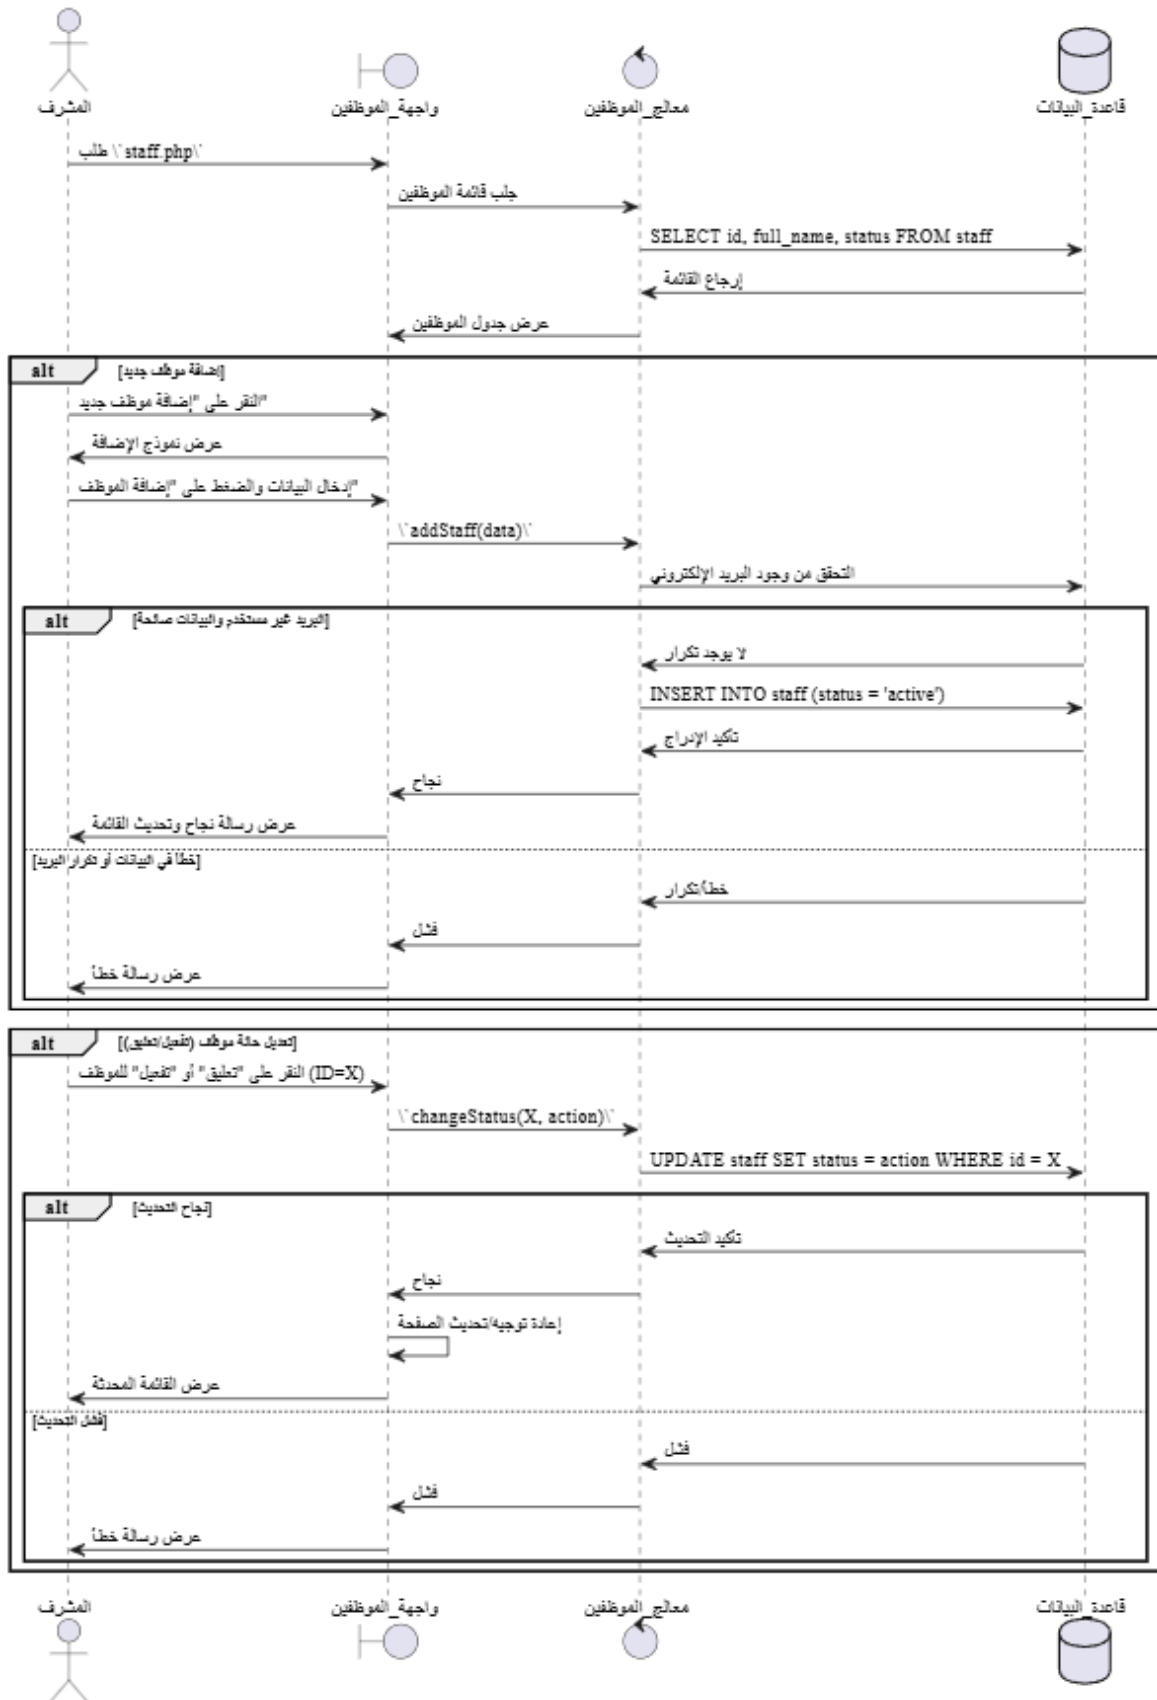 المشرف
واجهة_الموظفين
معالج_الموظفين
قاعدة_البيانات
طلب \`staff.php\`
جلب قائمة الموظفين
SELECT id, full_name, status FROM staff
إرجاع القائمة
عرض جدول الموظفين
alt [إضافة موظف جديد]
النقر على "إضافة موظف جديد"
عرض نموذج الإضافة
إدخال البيانات والضغط على "إضافة الموظف"
\`addStaff(data)\`
التحقق من وجود البريد الإلكتروني
alt [البريد غير مستخدم والبيانات صالحة]
لا يوجد تكرار
INSERT INTO staff (status = 'active')
تأكيد الإدراج
نجاح
عرض رسالة نجاح وتحديث القائمة
[خطأ في البيانات أو تكرار البريد]
خطأ/تكرار
فشل
عرض رسالة خطأ
alt [تعديل حالة موظف (تفعيل/تعليق)]
النقر على "تعليق" أو "تفعيل" للموظف (ID=X)
\`changeStatus(X, action)\`
UPDATE staff SET status = action WHERE id = X
alt [نجاح التحديث]
تأكيد التحديث
نجاح
إعادة توجيه/تحديث الصفحة
عرض القائمة المحدثة
[فشل التحديث]
فشل
فشل
عرض رسالة خطأ
المشرف
واجهة_الموظفين
معالج_الموظفين
قاعدة_البيانات